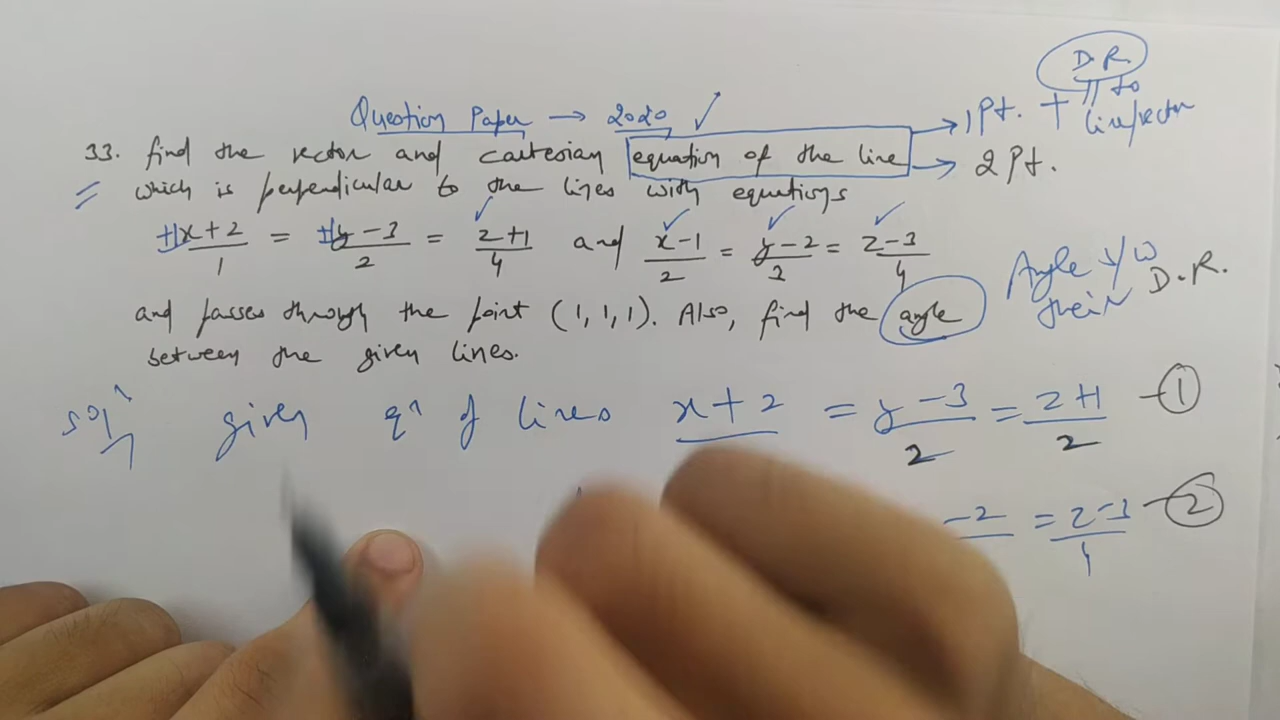 D.R.
Question Paper → 2020 ✓
1 Pt. + || to line/vector
33. find the vector and cartesian equation of the line → 2 Pt.
which is perpendicular to the lines with equations
x+2/1 = y-3/2 = z+1/4 and x-1/2 = y-2/3 = z-3/4
Angle b/w their D.R.
and passes through the point (1,1,1). Also, find the angle
between the given lines.
Sol^n given eq^n of lines x+2 = y-3/2 = z+1/2 - ①
-2 = z-3/4 - ②